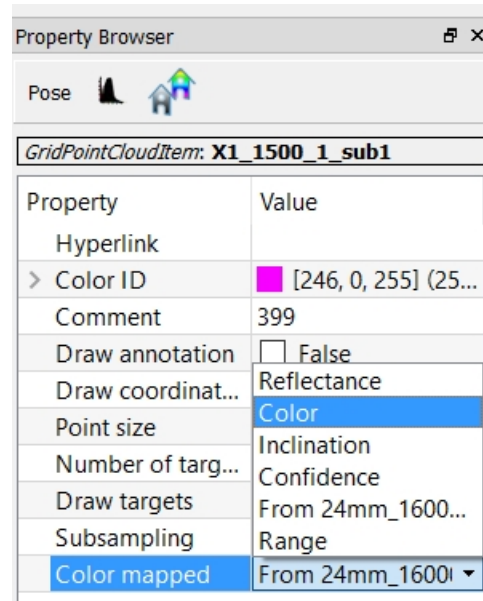 Property Browser
Pose
GridPointCloudItem: X1_1500_1_sub1
Property Value
Hyperlink
Color ID [246, 0, 255] (25...
Comment 399
Draw annotation False
Draw coordinat... Reflectance
Color
Point size Inclination
Number of targ... Confidence
Draw targets From 24mm_1600...
Subsampling Range
Color mapped From 24mm_1600